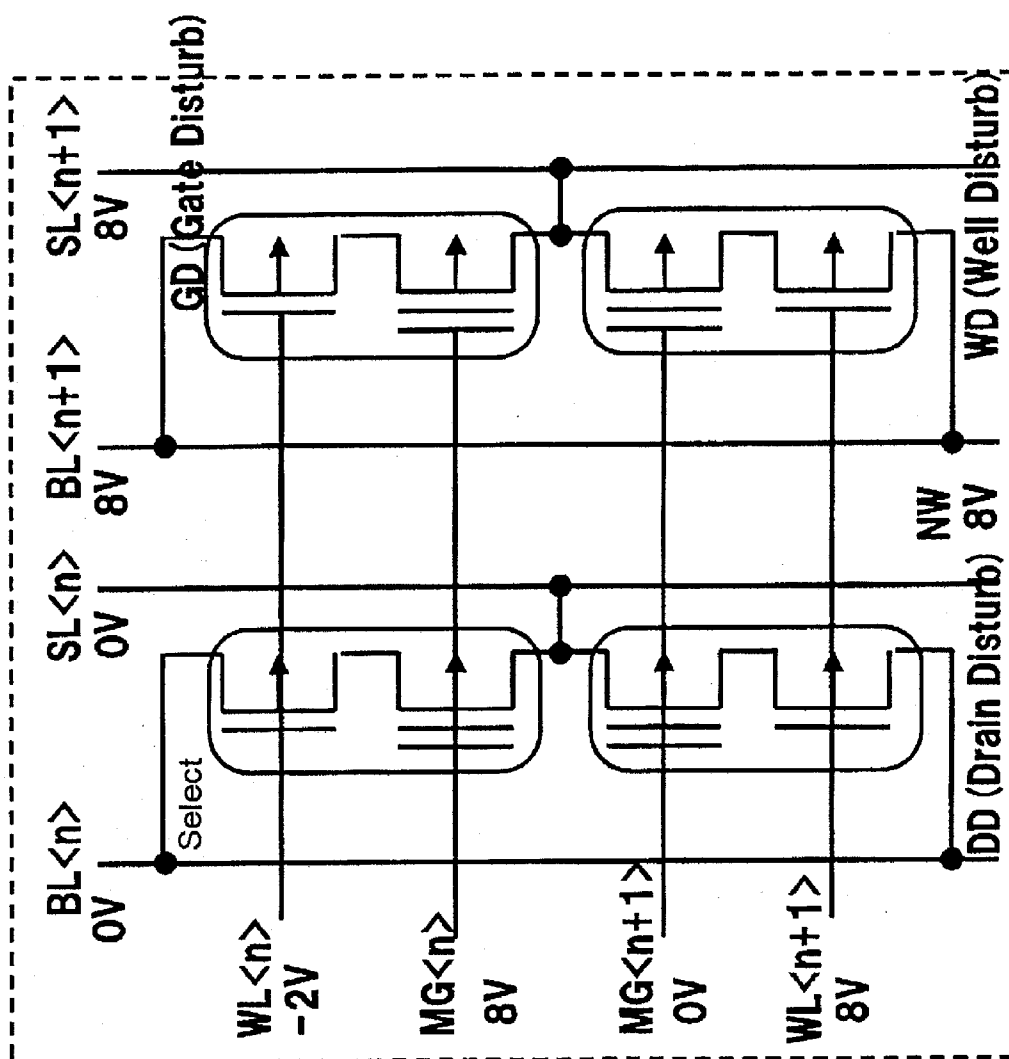 BL<n>
0V
SL<n>
0V
BL<n+1>
8V
SL<n+1>
8V
Select
GD (Gate Disturb)
WL<n>
-2V
MG<n>
8V
MG<n+1>
0V
WL<n+1>
8V
DD (Drain Disturb)
NW
8V
WD (Well Disturb)